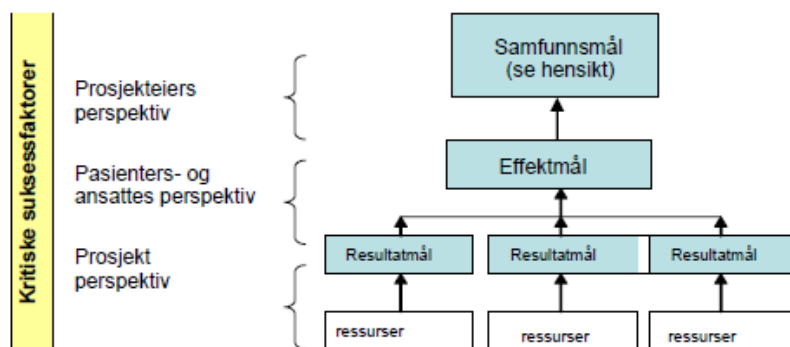 Kritiske suksessfaktorer
Samfunnsmål
(se hensikt)
Prosjekteiers
perspektiv
Effektmål
Pasienters- og
ansattes perspektiv
Resultatmål
Resultatmål
Resultatmål
Prosjekt
perspektiv
ressurser
ressurser
ressurser